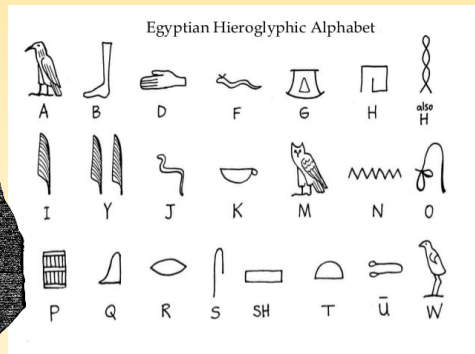 Egyptian Hieroglyphic Alphabet
A B D F G H also H
I Y J K M N O
P Q R S SH T Ū W